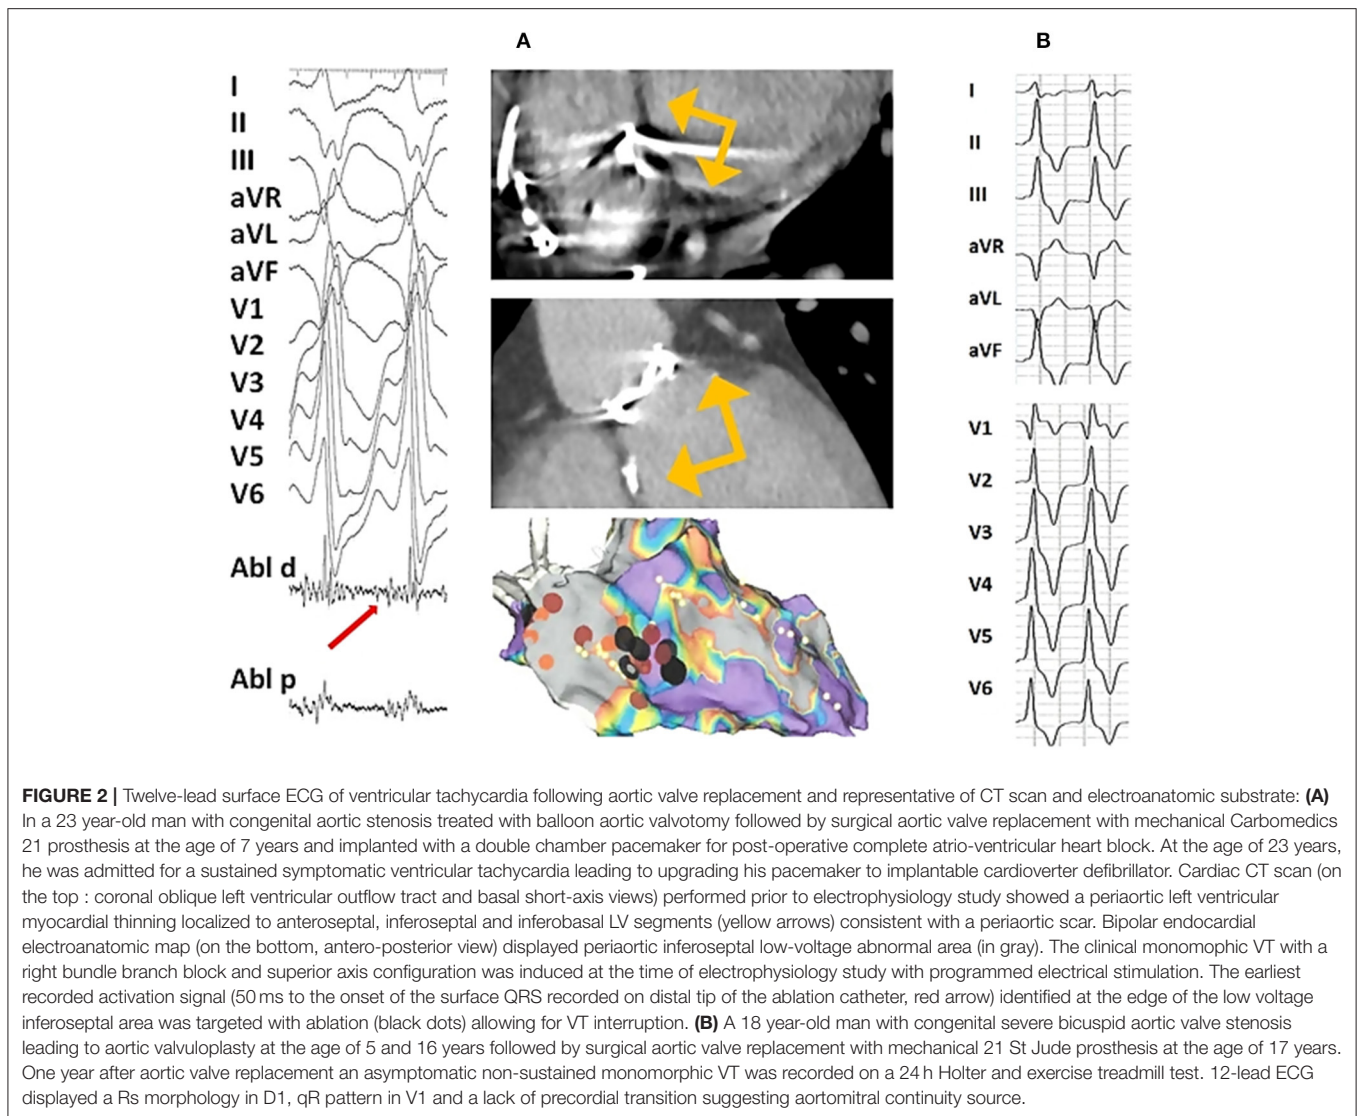 A
B
I
II
III
aVR
aVL
aVF
V1
V2
V3
V4
V5
V6
Abl d
Abl p
I
II
III
aVR
aVL
aVF
V1
V2
V3
V4
V5
V6
FIGURE 2 | Twelve-lead surface ECG of ventricular tachycardia following aortic valve replacement and representative of CT scan and electroanatomic substrate: (A)
In a 23 year-old man with congenital aortic stenosis treated with balloon aortic valvotomy followed by surgical aortic valve replacement with mechanical Carbomedics
21 prosthesis at the age of 7 years and implanted with a double chamber pacemaker for post-operative complete atrio-ventricular heart block. At the age of 23 years,
he was admitted for a sustained symptomatic ventricular tachycardia leading to upgrading his pacemaker to implantable cardioverter defibrillator. Cardiac CT scan (on
the top : coronal oblique left ventricular outflow tract and basal short-axis views) performed prior to electrophysiology study showed a periaortic left ventricular
myocardial thinning localized to anteroseptal, inferoseptal and inferobasal LV segments (yellow arrows) consistent with a periaortic scar. Bipolar endocardial
electroanatomic map (on the bottom, antero-posterior view) displayed periaortic inferoseptal low-voltage abnormal area (in gray). The clinical monomophic VT with a
right bundle branch block and superior axis configuration was induced at the time of electrophysiology study with programmed electrical stimulation. The earliest
recorded activation signal (50 ms to the onset of the surface QRS recorded on distal tip of the ablation catheter, red arrow) identified at the edge of the low voltage
inferoseptal area was targeted with ablation (black dots) allowing for VT interruption. (B) A 18 year-old man with congenital severe bicuspid aortic valve stenosis
leading to aortic valvuloplasty at the age of 5 and 16 years followed by surgical aortic valve replacement with mechanical 21 St Jude prosthesis at the age of 17 years.
One year after aortic valve replacement an asymptomatic non-sustained monomorphic VT was recorded on a 24 h Holter and exercise treadmill test. 12-lead ECG
displayed a Rs morphology in D1, qR pattern in V1 and a lack of precordial transition suggesting aortomitral continuity source.